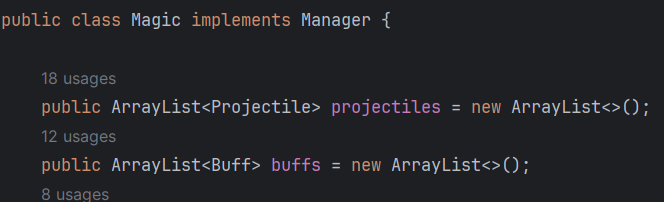 public class Magic implements Manager {
18 usages
public ArrayList<Projectile> projectiles = new ArrayList<>();
12 usages
public ArrayList<Buff> buffs = new ArrayList<>();
8 usages